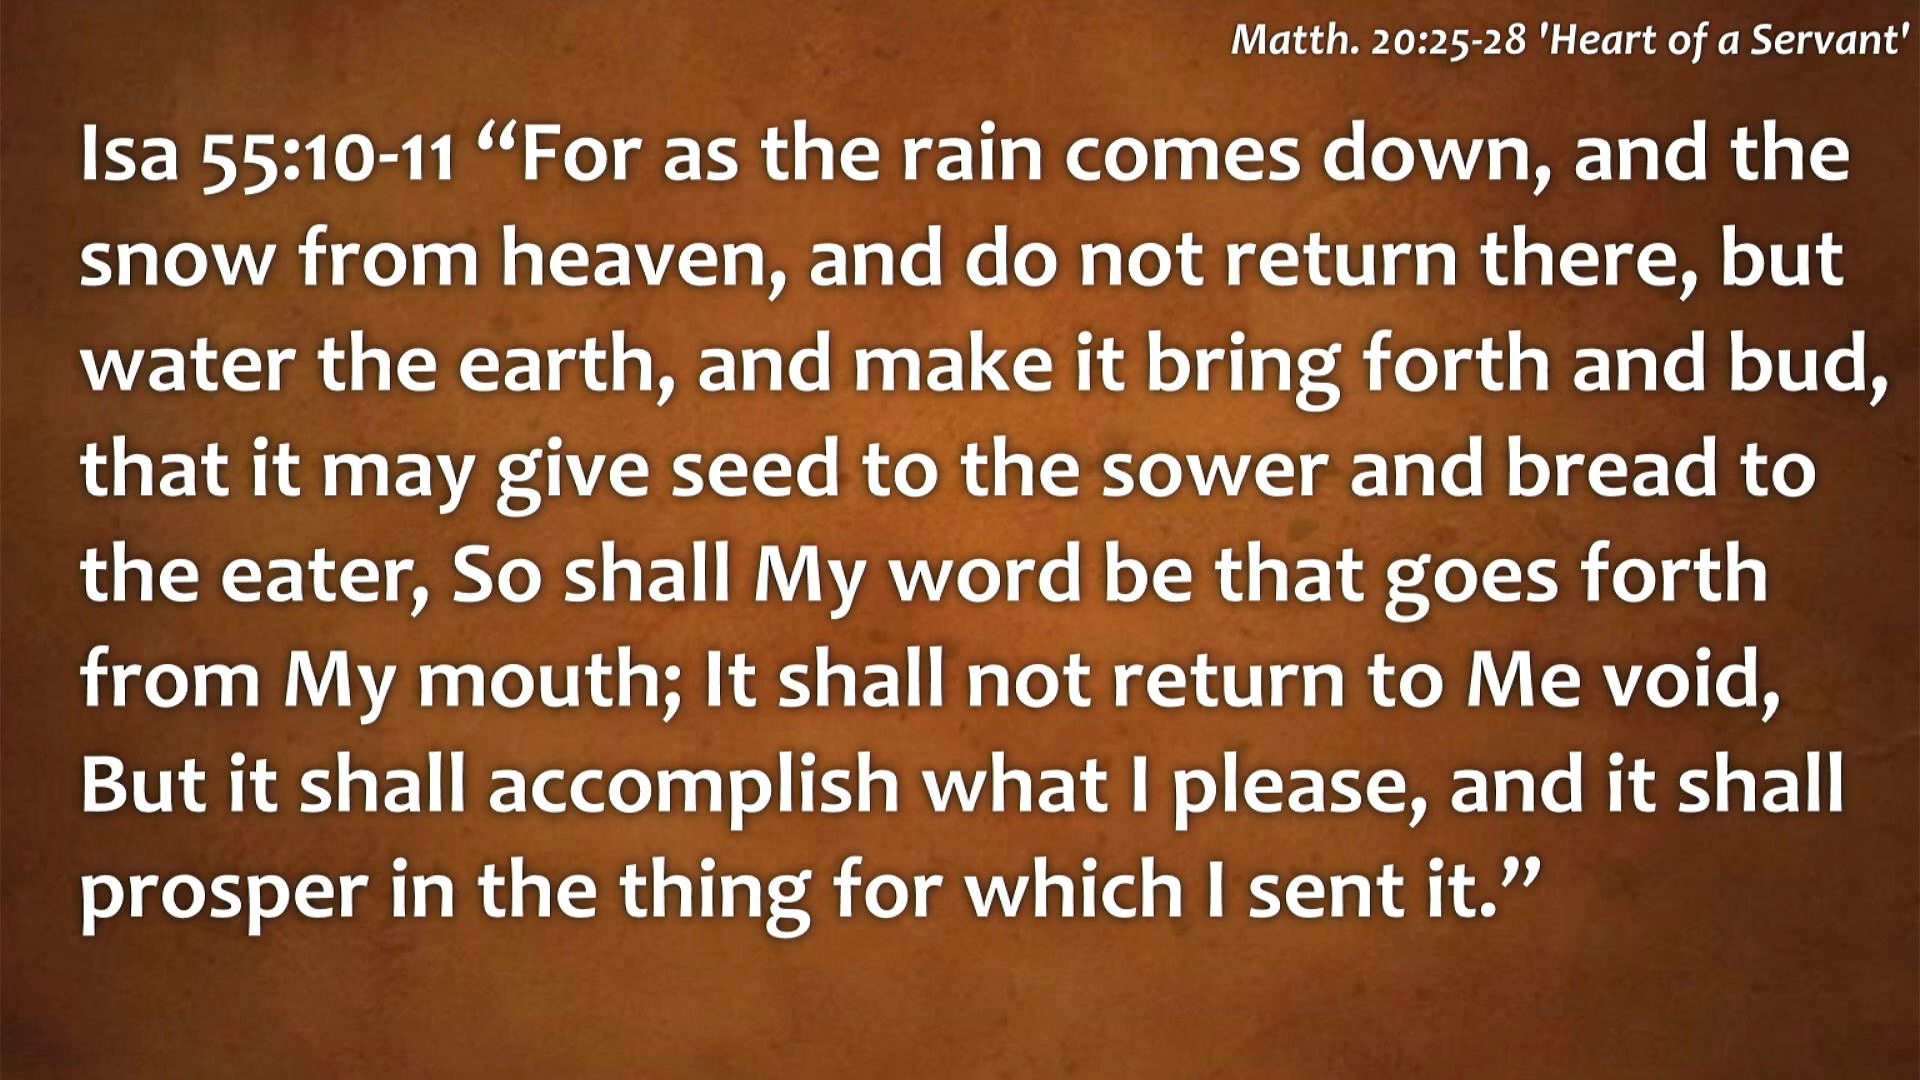 Matth. 20:25-28 'Heart of a Servant'
Isa 55:10-11 “For as the rain comes down, and the
snow from heaven, and do not return there, but
water the earth, and make it bring forth and bud,
that it may give seed to the sower and bread to
the eater, So shall My word be that goes forth
from My mouth; It shall not return to Me void,
But it shall accomplish what I please, and it shall
prosper in the thing for which I sent it.”